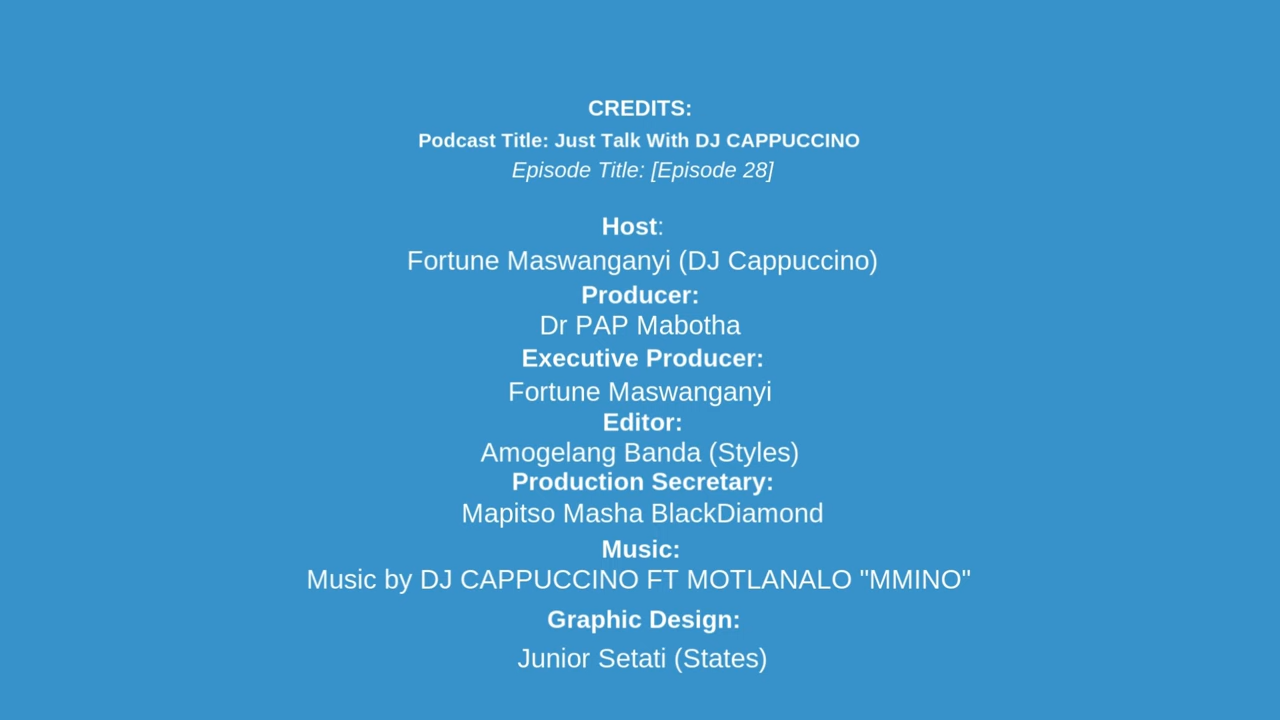 CREDITS:
Podcast Title: Just Talk With DJ CAPPUCCINO
Episode Title: [Episode 28]
Host:
Fortune Maswanganyi (DJ Cappuccino)
Producer:
Dr PAP Mabotha
Executive Producer:
Fortune Maswanganyi
Editor:
Amogelang Banda (Styles)
Production Secretary:
Mapitso Masha BlackDiamond
Music:
Music by DJ CAPPUCCINO FT MOTLANALO "MMINO"
Graphic Design:
Junior Setati (States)